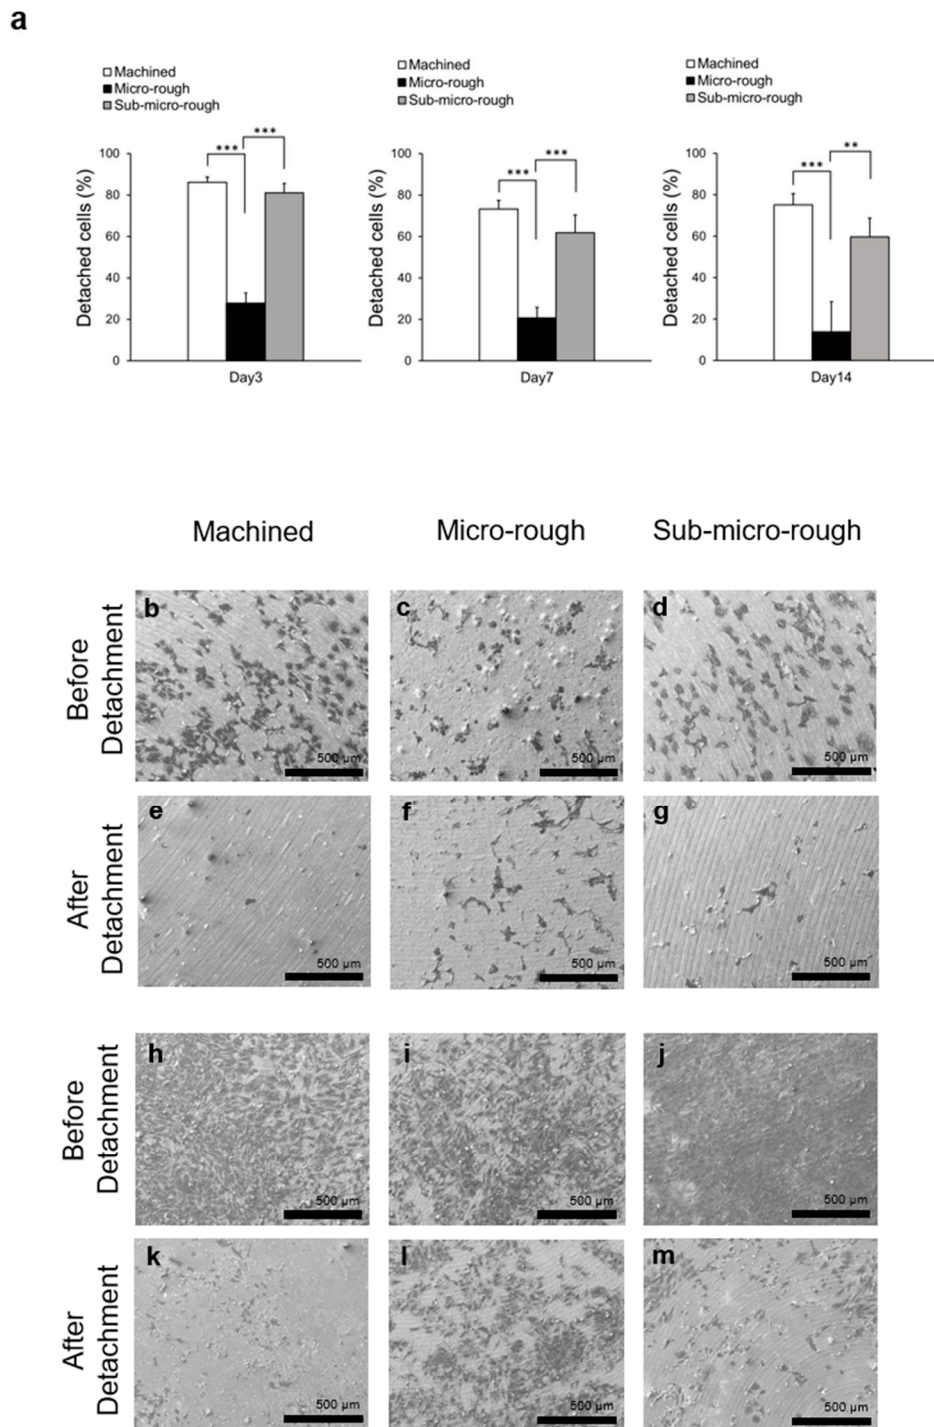 a
Machined
Micro-rough
Sub-micro-rough
***
***
Detached cells (%)
100
80
60
40
20
0
Day3
Machined
Micro-rough
Sub-micro-rough
***
***
Detached cells (%)
100
80
60
40
20
0
Day7
Machined
Micro-rough
Sub-micro-rough
***
**
Detached cells (%)
100
80
60
40
20
0
Day14
Machined
Micro-rough
Sub-micro-rough
Before
Detachment
b
500 µm
c
500 µm
d
500 µm
After
Detachment
e
500 µm
f
500 µm
g
500 µm
Before
Detachment
h
500 µm
i
500 µm
j
500 µm
After
Detachment
k
500 µm
l
500 µm
m
500 µm